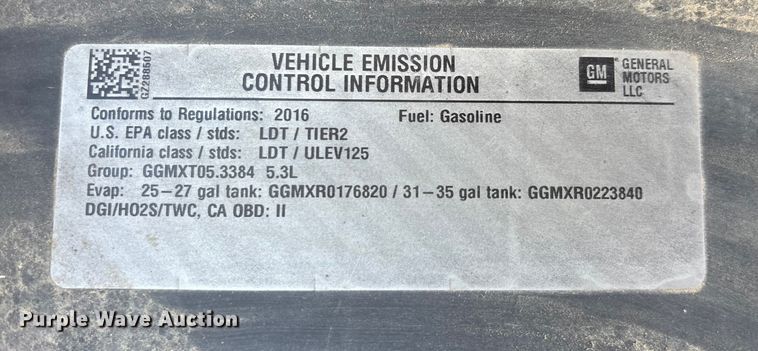 VEHICLE EMISSION
CONTROL INFORMATION
GZ288507
GM
GENERAL
MOTORS
LLC
Conforms to Regulations: 2016 Fuel: Gasoline
U.S. EPA class / stds: LDT / TIER2
California class / stds: LDT / ULEV125
Group: GGMXT05.3384 5.3L
Evap: 25-27 gal tank: GGMXR0176820 / 31-35 gal tank: GGMXR0223840
DGI/HO2S/TWC, CA OBD: II
Purple Wave Auction